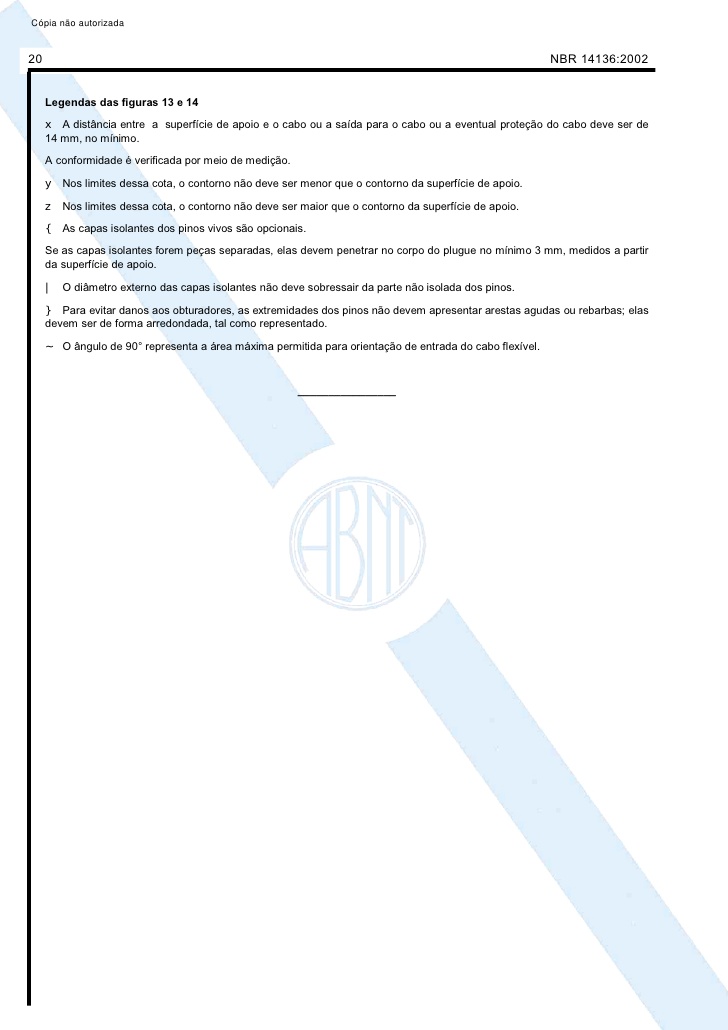 Cópia não autorizada
20 NBR 14136:2002
Legendas das figuras 13 e 14
x A distância entre a superfície de apoio e o cabo ou a saída para o cabo ou a eventual proteção do cabo deve ser de
14 mm, no mínimo.
A conformidade é verificada por meio de medição.
y Nos limites dessa cota, o contorno não deve ser menor que o contorno da superfície de apoio.
z Nos limites dessa cota, o contorno não deve ser maior que o contorno da superfície de apoio.
{ As capas isolantes dos pinos vivos são opcionais.
Se as capas isolantes forem peças separadas, elas devem penetrar no corpo do plugue no mínimo 3 mm, medidos a partir
da superfície de apoio.
| O diâmetro externo das capas isolantes não deve sobressair da parte não isolada dos pinos.
} Para evitar danos aos obturadores, as extremidades dos pinos não devem apresentar arestas agudas ou rebarbas; elas
devem ser de forma arredondada, tal como representado.
~ O ângulo de 90° representa a área máxima permitida para orientação de entrada do cabo flexível.
ABNT